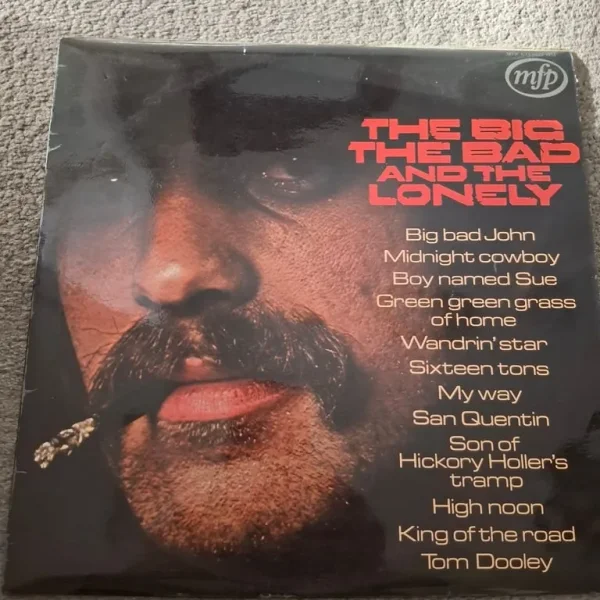 mfp
THE BIG
THE BAD
AND THE
LONELY
Big bad John
Midnight cowboy
Boy named Sue
Green green grass
of home
Wandrin' star
Sixteen tons
My way
San Quentin
Son of
Hickory Holler's
tramp
High noon
King of the road
Tom Dooley